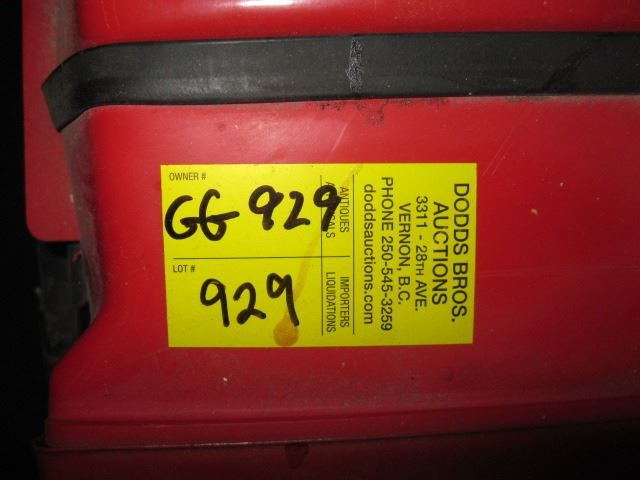 OWNER #
GG 929
LOT #
929
ANTIQUES
IMPORTERS
LIQUIDATIONS
DODDS BROS.
AUCTIONS
3311 - 28TH AVE.
VERNON, B.C.
PHONE 250-545-3259
doddsauctions.com